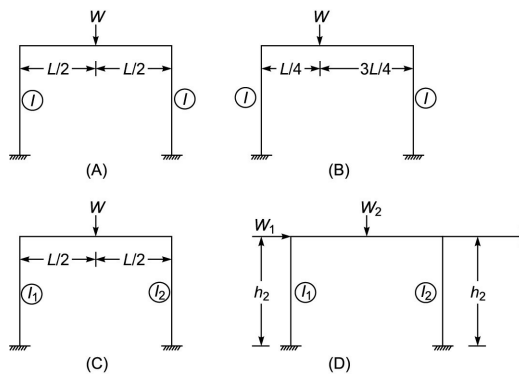 W
L/2 L/2
I I
(A)
W
L/4 3L/4
I I
(B)
W
L/2 L/2
I₁ I₂
(C)
W₂
W₁
h₂ I₁ I₂ h₂
(D)